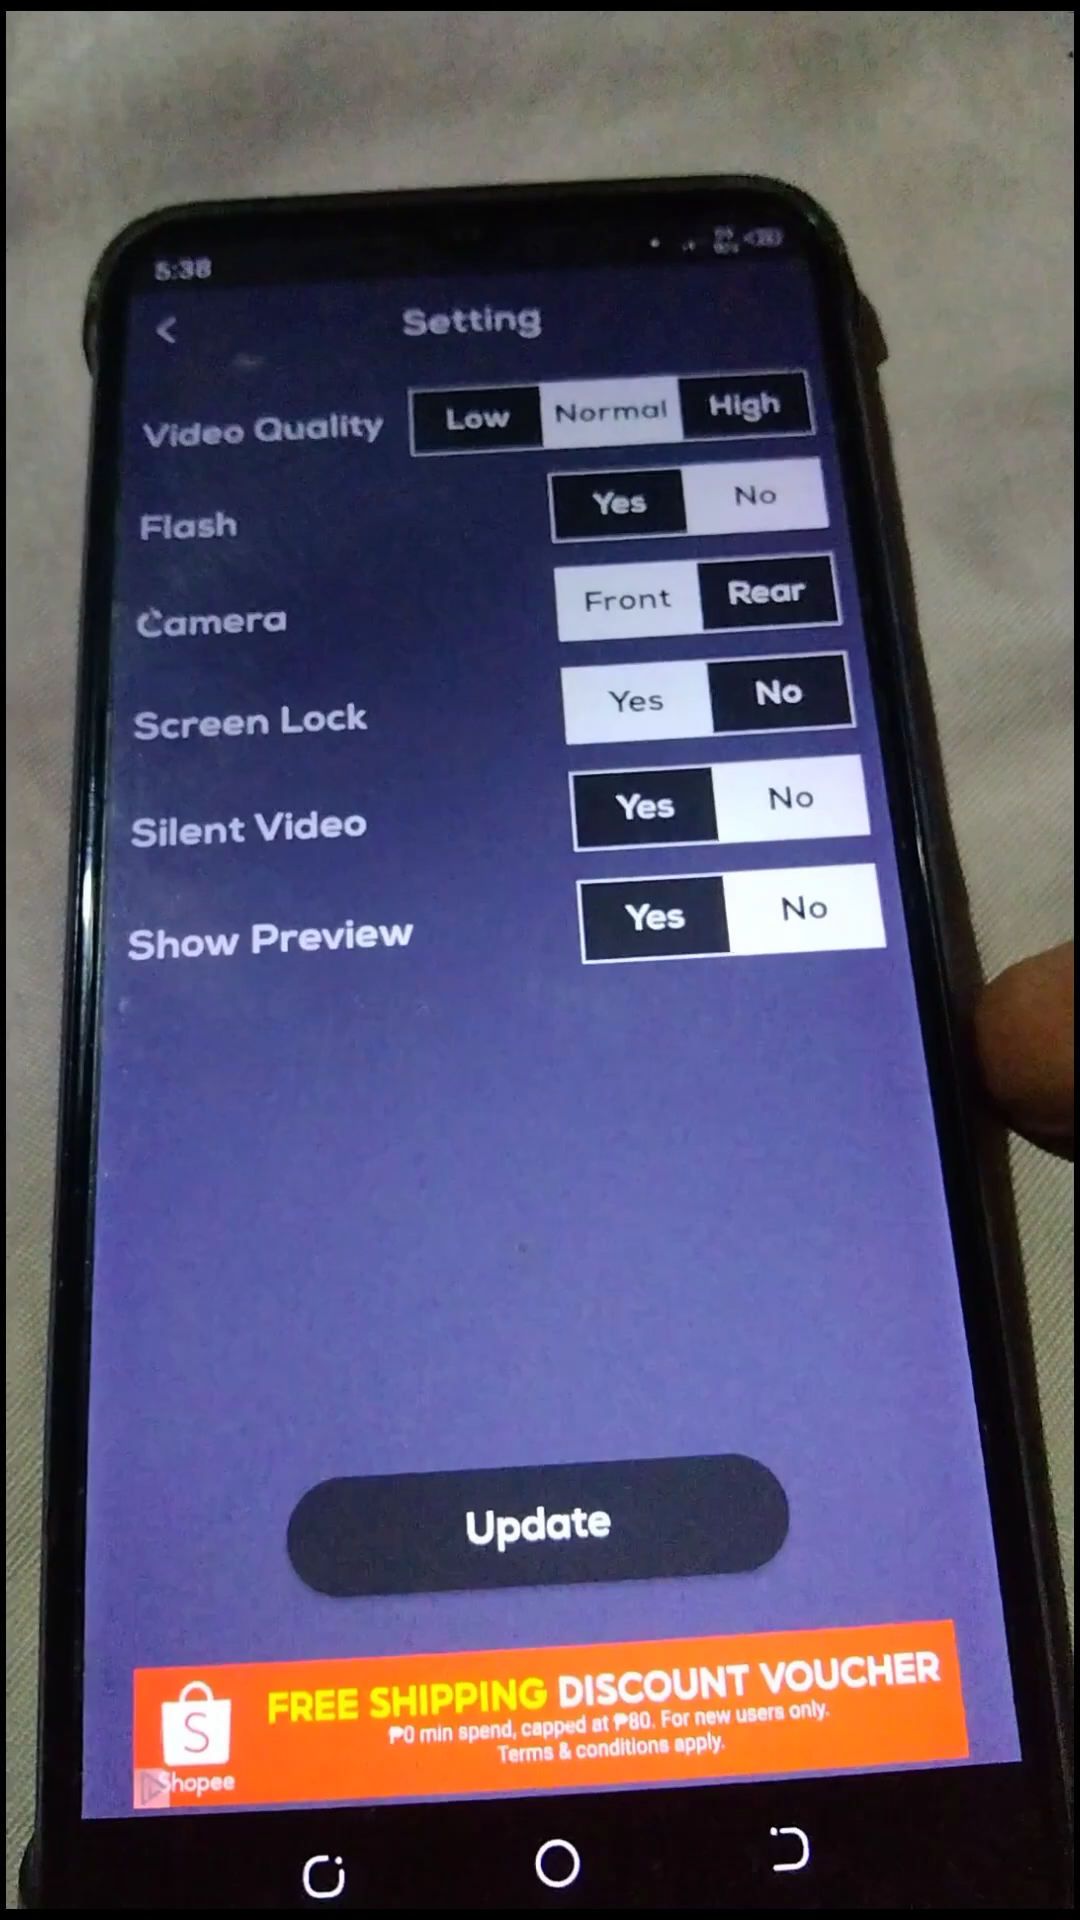 5:38
Setting
Video Quality Low Normal High
Flash Yes No
Camera Front Rear
Screen Lock Yes No
Silent Video Yes No
Show Preview Yes No
Update
FREE SHIPPING DISCOUNT VOUCHER
₱0 min spend, capped at ₱80. For new users only.
Terms & conditions apply.
S
Shopee